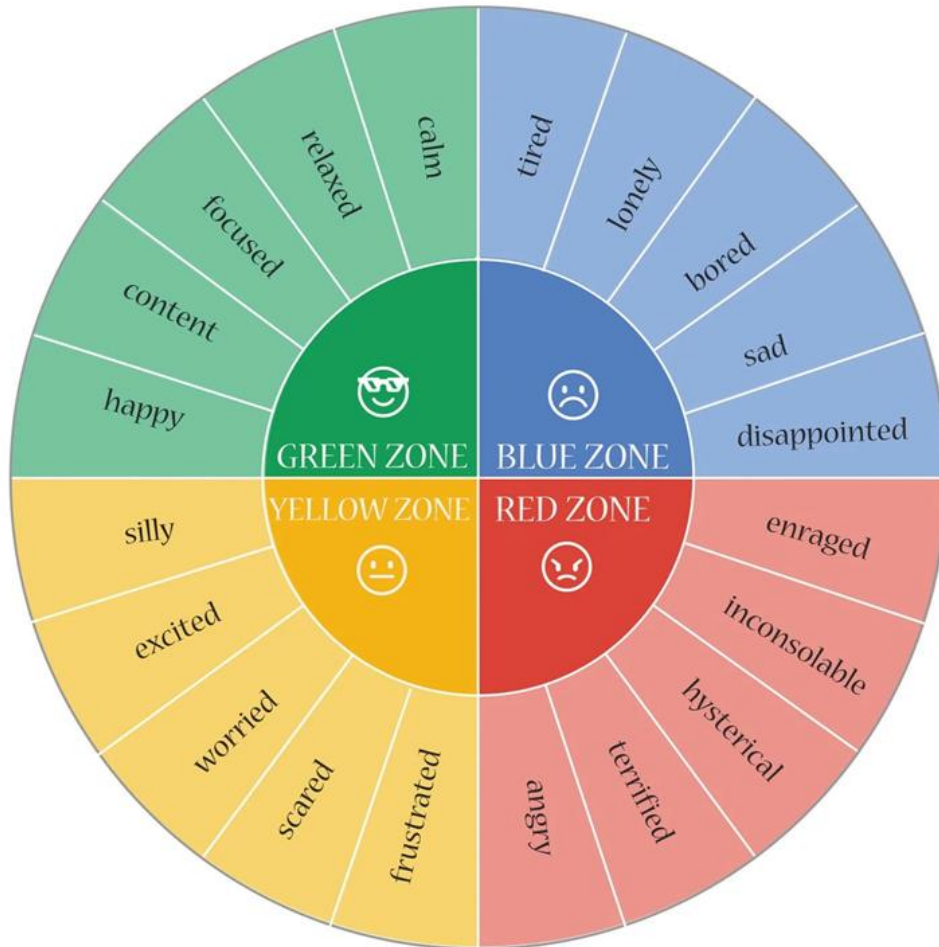 calm
relaxed
focused
content
happy
tired
lonely
bored
sad
disappointed
GREEN ZONE
BLUE ZONE
YELLOW ZONE
RED ZONE
silly
excited
worried
scared
frustrated
enraged
inconsolable
hysterical
terrified
angry